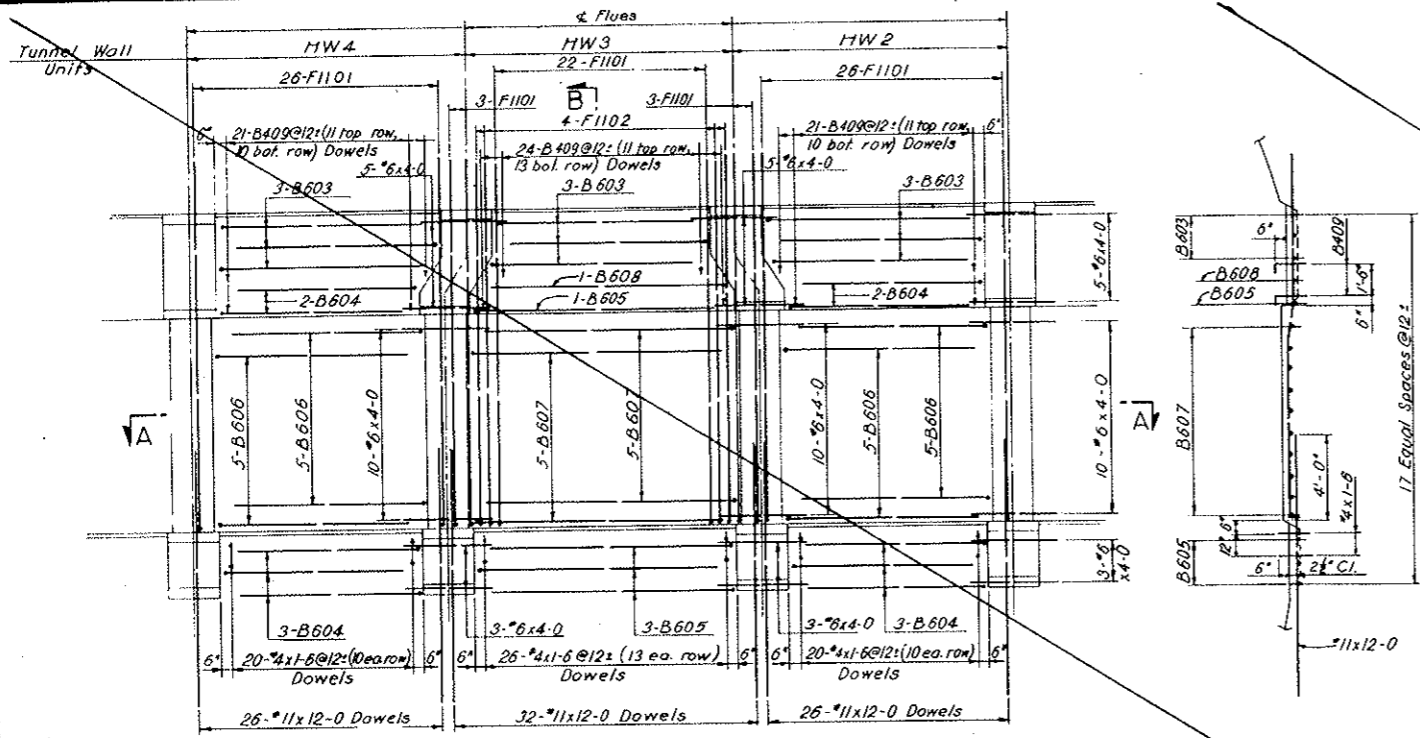 ℄ Flues
Tunnel Wall
Units
HW4
HW3
HW2
26-F1101
22-F1101
26-F1101
3-F1101
B
3-F1101
4-F1102
6"
21-B409@12± (11 top row,
10 bot. row) Dowels
24-B409@12± (11 top row,
13 bot. row) Dowels
21-B409@12± (11 top row,
10 bot. row) Dowels
6"
5-#6x4-0
5-#6x4-0
3-B603
3-B603
3-B603
2-B604
1-B608
1-B605
2-B604
5-#6x4-0
B603
6"
B409
B608
B605
1'-6"
6"
A
5-B606
5-B606
10-#6x4-0
5-B607
5-B607
10-#6x4-0
5-B606
5-B606
10-#6x4-0
A
B607
4'-0"
#4x1-6
17 Equal Spaces @12±
3-#6
x4-0
B605
12"
6"
6"
2½" Cl.
#11x12-0
3-B604
3-#6x4-0
3-B605
3-#6x4-0
3-B604
6"
20-#4x1-6@12± (10 ea. row)
Dowels
6"
6"
26-#4x1-6@12± (13 ea. row)
Dowels
6"
6"
20-#4x1-6@12± (10 ea. row)
Dowels
6"
26-#11x12-0 Dowels
32-#11x12-0 Dowels
26-#11x12-0 Dowels